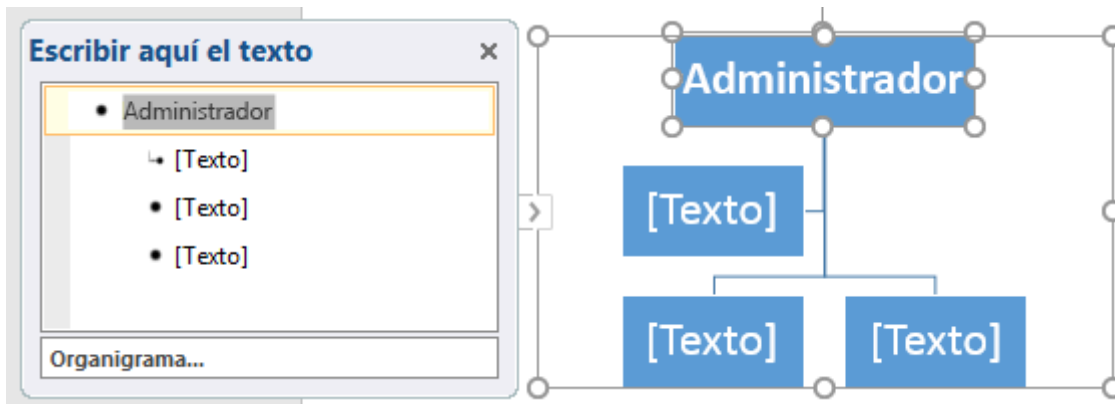 Escribir aquí el texto
Administrador
[Texto]
[Texto]
[Texto]
Organigrama...
Administrador
[Texto]
[Texto] [Texto]